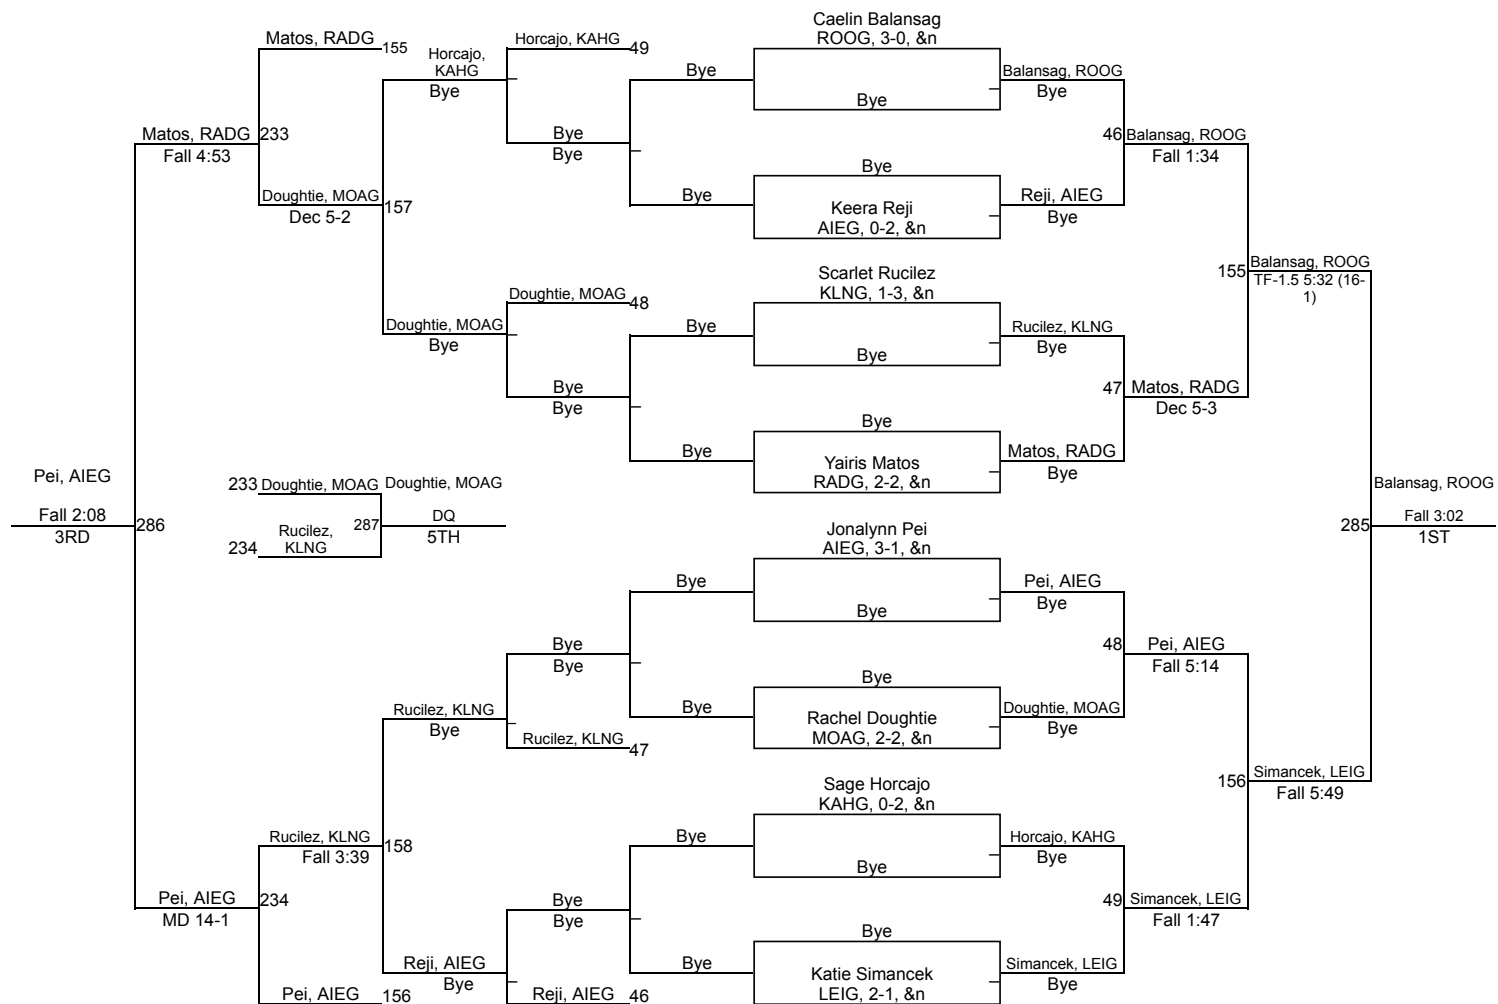 Caelin Balansag
ROOG, 3-0, &n
Matos, RADG 155
Horcajo,
KAHG
Bye
Horcajo, KAHG 49
Bye
Bye
Balansag, ROOG
Bye
Matos, RADG 233
Fall 4:53
Bye
Bye
46 Balansag, ROOG
Fall 1:34
Doughtie, MOAG 157
Dec 5-2
Bye
Bye
Keera Reji
AIEG, 0-2, &n
Reji, AIEG
Bye
Scarlet Rucilez
KLNG, 1-3, &n
155 Balansag, ROOG
TF-1.5 5:32 (16-
1)
Doughtie, MOAG 48
Doughtie, MOAG
Bye
Bye
Bye
Rucilez, KLNG
Bye
Bye
Bye
47 Matos, RADG
Dec 5-3
Bye
Bye
Yairis Matos
RADG, 2-2, &n
Matos, RADG
Bye
Pei, AIEG
Fall 2:08
3RD
286
233 Doughtie, MOAG
Doughtie, MOAG
234 Rucilez,
KLNG
287
DQ
5TH
Balansag, ROOG
285
Fall 3:02
1ST
Jonalynn Pei
AIEG, 3-1, &n
Bye
Bye
Pei, AIEG
Bye
Bye
Bye
48 Pei, AIEG
Fall 5:14
Rucilez, KLNG
Bye
Rucilez, KLNG 47
Bye
Bye
Rachel Doughtie
MOAG, 2-2, &n
Doughtie, MOAG
Bye
Sage Horcajo
KAHG, 0-2, &n
156 Simancek, LEIG
Fall 5:49
Rucilez, KLNG 158
Fall 3:39
Bye
Bye
Horcajo, KAHG
Bye
Pei, AIEG 234
MD 14-1
Bye
Bye
49 Simancek, LEIG
Fall 1:47
Reji, AIEG
Bye
Bye
Bye
Katie Simancek
LEIG, 2-1, &n
Simancek, LEIG
Bye
Pei, AIEG 156
Reji, AIEG 46